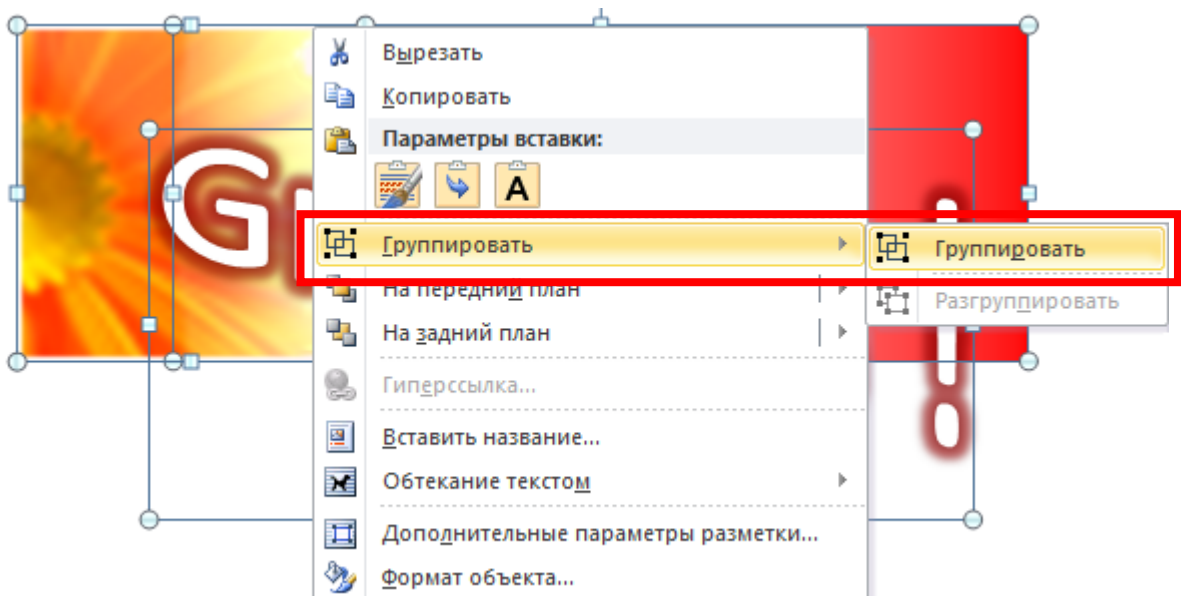 Вырезать
Копировать
Параметры вставки:
A
Группировать
Группировать
На передний план
Разгруппировать
На задний план
Гиперссылка...
Вставить название...
Обтекание текстом
Дополнительные параметры разметки...
Формат объекта...